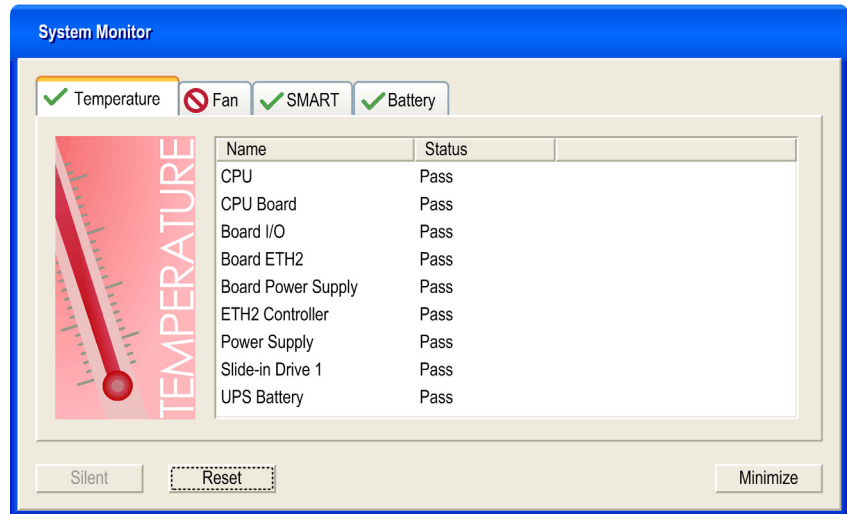 System Monitor
Temperature Fan SMART Battery
TEMPERATURE
Name Status
CPU Pass
CPU Board Pass
Board I/O Pass
Board ETH2 Pass
Board Power Supply Pass
ETH2 Controller Pass
Power Supply Pass
Slide-in Drive 1 Pass
UPS Battery Pass
Silent Reset Minimize